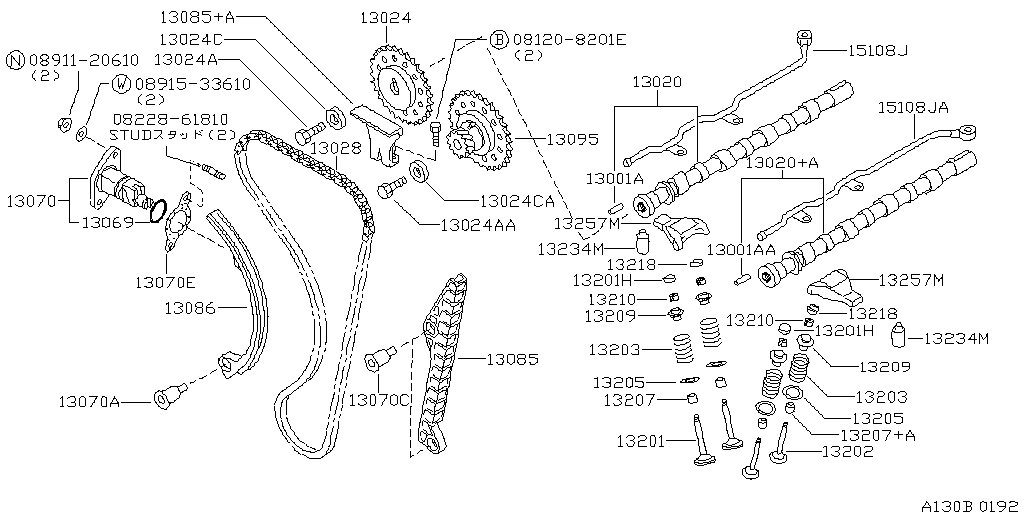 13085+A
13024
13024C
B 08120-8201E
(2)
N 08911-20610
(2)
13024A
15108J
W 08915-33610
(2)
13020
15108JA
08228-61810
STUDスタッド(2)
13028
13095
13020+A
13001A
13070
13069
13024CA
13257M
13024AA
13234M
13001AA
13218
13070E
13201H
13257M
13086
13210
13209
13218
13210
13201H
13234M
13203
13085
13209
13205
13203
13070A
13070C
13207
13205
13201
13207+A
13202
A130B 0192